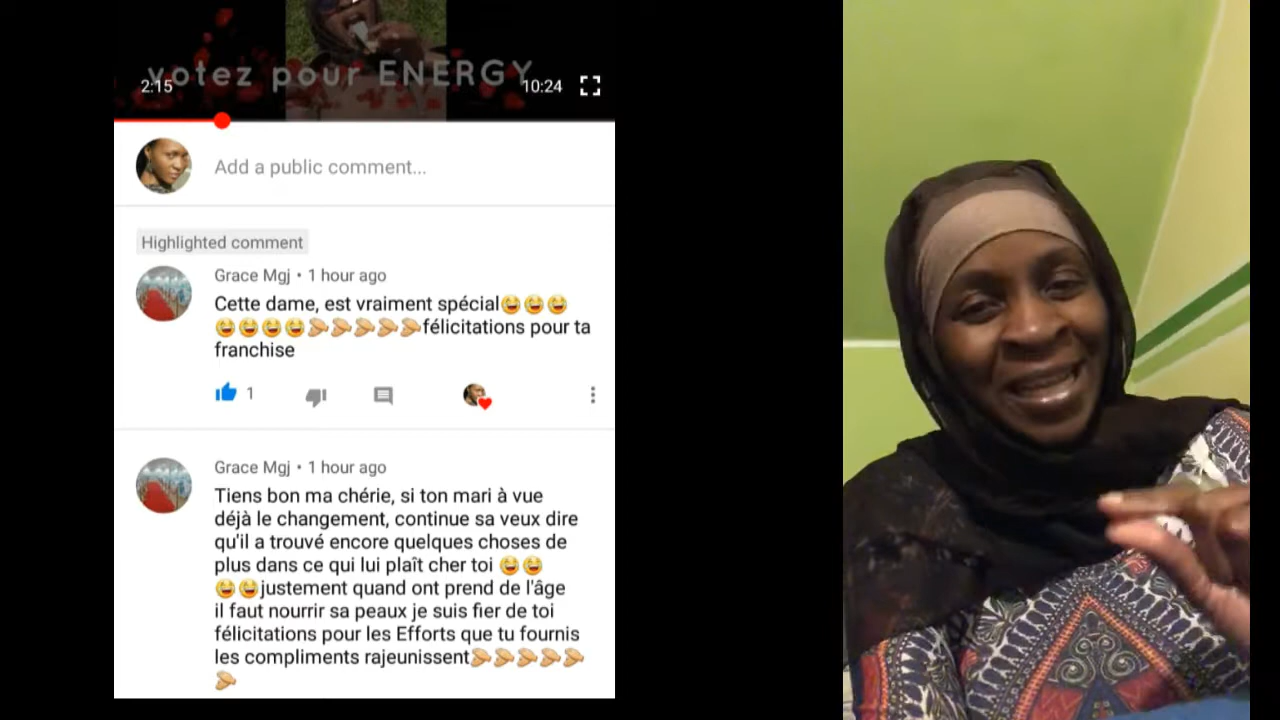 votez pour ENERGY
2:15
10:24
Add a public comment...
Highlighted comment
Grace Mgj • 1 hour ago
Cette dame, est vraiment spécial😂😂😂
😂😂😂😂👏👏👏👏👏félicitations pour ta
franchise
1
Grace Mgj • 1 hour ago
Tiens bon ma chérie, si ton mari à vue
déjà le changement, continue sa veux dire
qu'il a trouvé encore quelques choses de
plus dans ce qui lui plaît cher toi 😂😂
😂😂justement quand ont prend de l'âge
il faut nourrir sa peaux je suis fier de toi
félicitations pour les Efforts que tu fournis
les compliments rajeunissent👏👏👏👏👏
👏